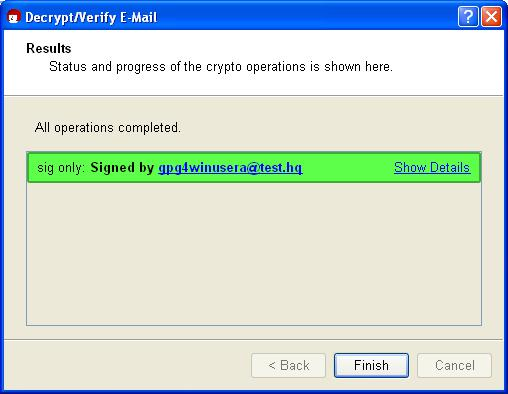 Decrypt/Verify E-Mail
Results
Status and progress of the crypto operations is shown here.
All operations completed.
sig only: Signed by gpg4winusera@test.hq Show Details
< Back Finish Cancel